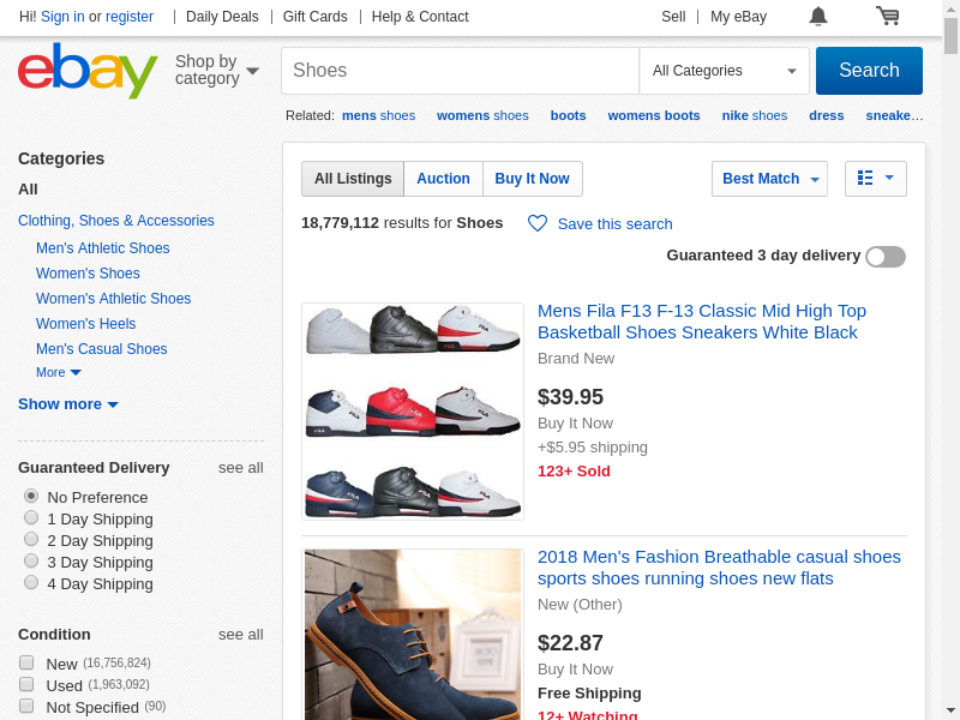 Hi! Sign in or register
Daily Deals
Gift Cards
Help & Contact
Sell
My eBay
ebay
Shop by
category
Shoes
All Categories
Search
Related: mens shoes womens shoes boots womens boots nike shoes dress sneake…
Categories
All
Clothing, Shoes & Accessories
Men's Athletic Shoes
Women's Shoes
Women's Athletic Shoes
Women's Heels
Men's Casual Shoes
More
Show more
Guaranteed Delivery see all
No Preference
1 Day Shipping
2 Day Shipping
3 Day Shipping
4 Day Shipping
Condition see all
New (16,756,824)
Used (1,963,092)
Not Specified (90)
All Listings
Auction
Buy It Now
Best Match
18,779,112 results for Shoes
Save this search
Guaranteed 3 day delivery
Mens Fila F13 F-13 Classic Mid High Top
Basketball Shoes Sneakers White Black
Brand New
$39.95
Buy It Now
+$5.95 shipping
123+ Sold
2018 Men's Fashion Breathable casual shoes
sports shoes running shoes new flats
New (Other)
$22.87
Buy It Now
Free Shipping
12+ Watching